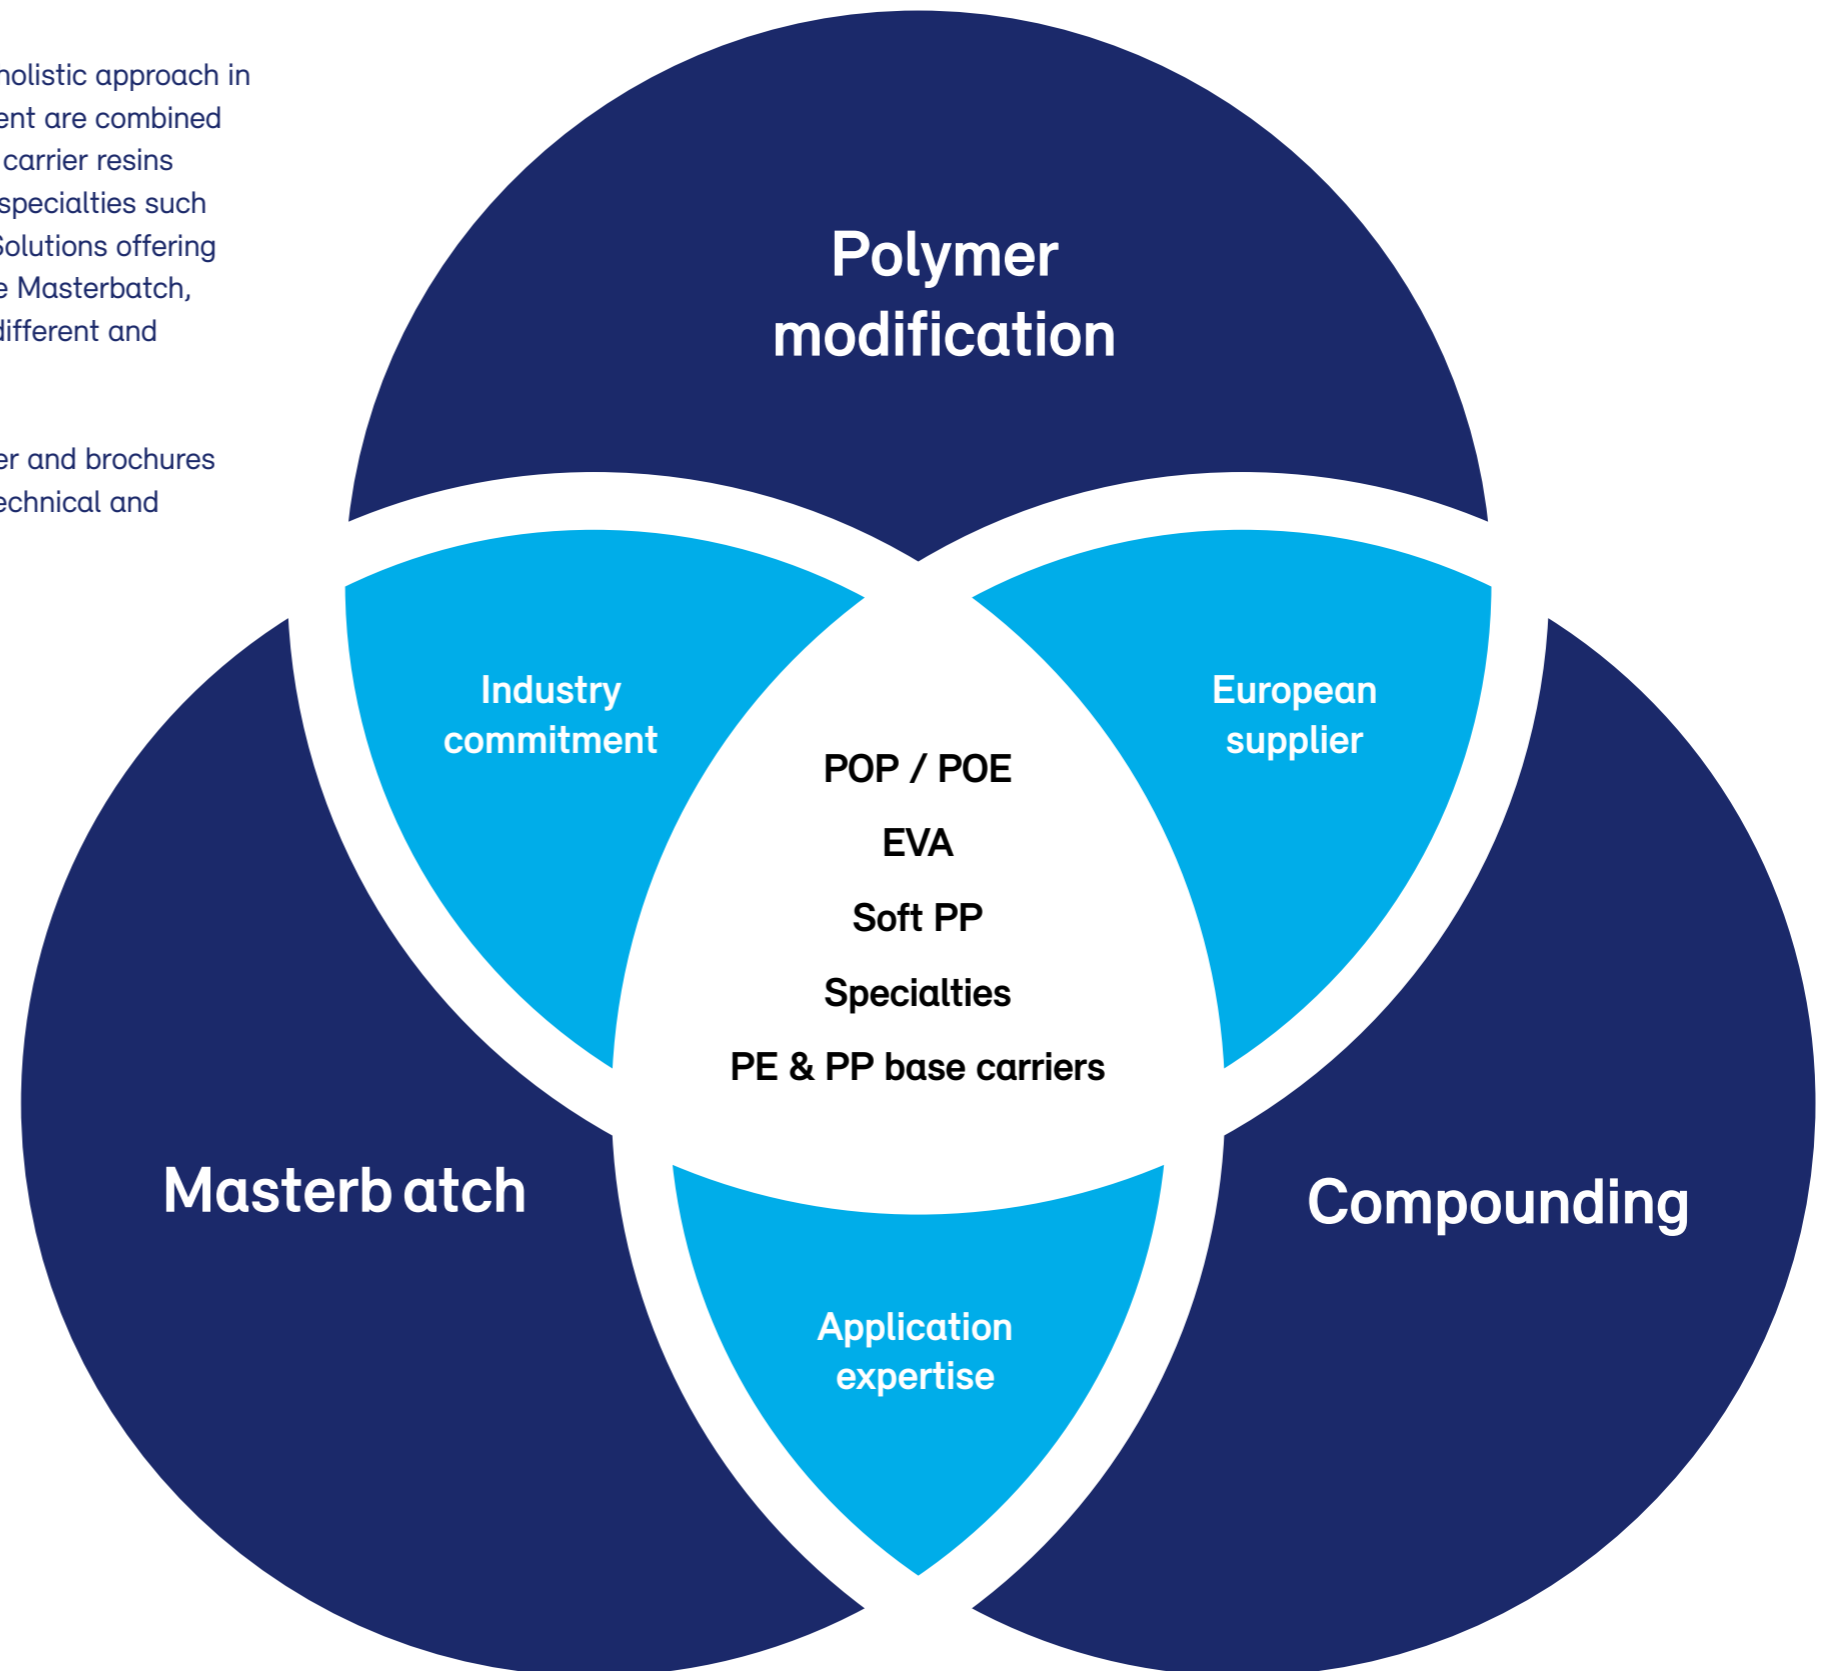 holistic approach in
ent are combined
carrier resins
specialties such
Solutions offering
e Masterbatch,
different and
er and brochures
echnical and
Polymer
modification
Industry
commitment
European
supplier
POP / POE
EVA
Soft PP
Specialties
PE & PP base carriers
Masterb atch
Compounding
Application
expertise